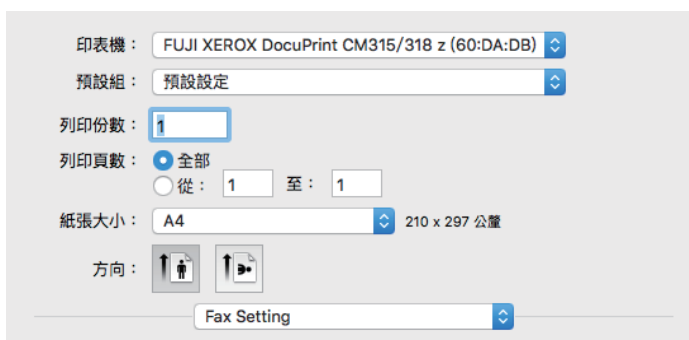 印表機： FUJI XEROX DocuPrint CM315/318 z (60:DA:DB)
預設組： 預設設定
列印份數： 1
列印頁數： 全部
從： 1 至： 1
紙張大小： A4 210 x 297 公釐
方向：
Fax Setting